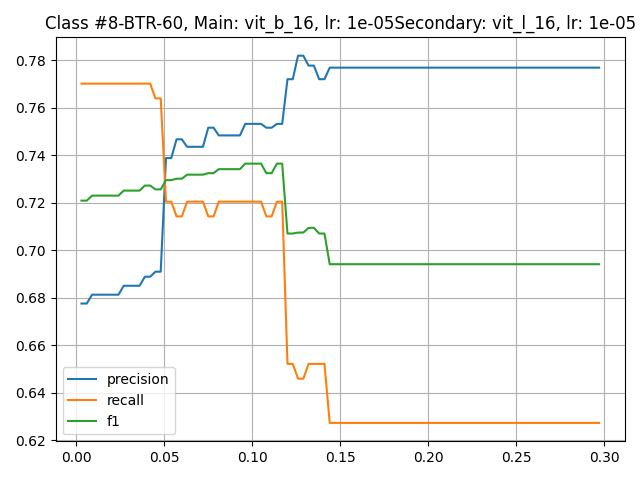 Class #8-BTR-60, Main: vit_b_16, lr: 1e-05Secondary: vit_l_16, lr: 1e-05
0.78
0.76
0.74
0.72
0.70
0.68
0.66
0.64
0.62
precision
recall
f1
0.00 0.05 0.10 0.15 0.20 0.25 0.30